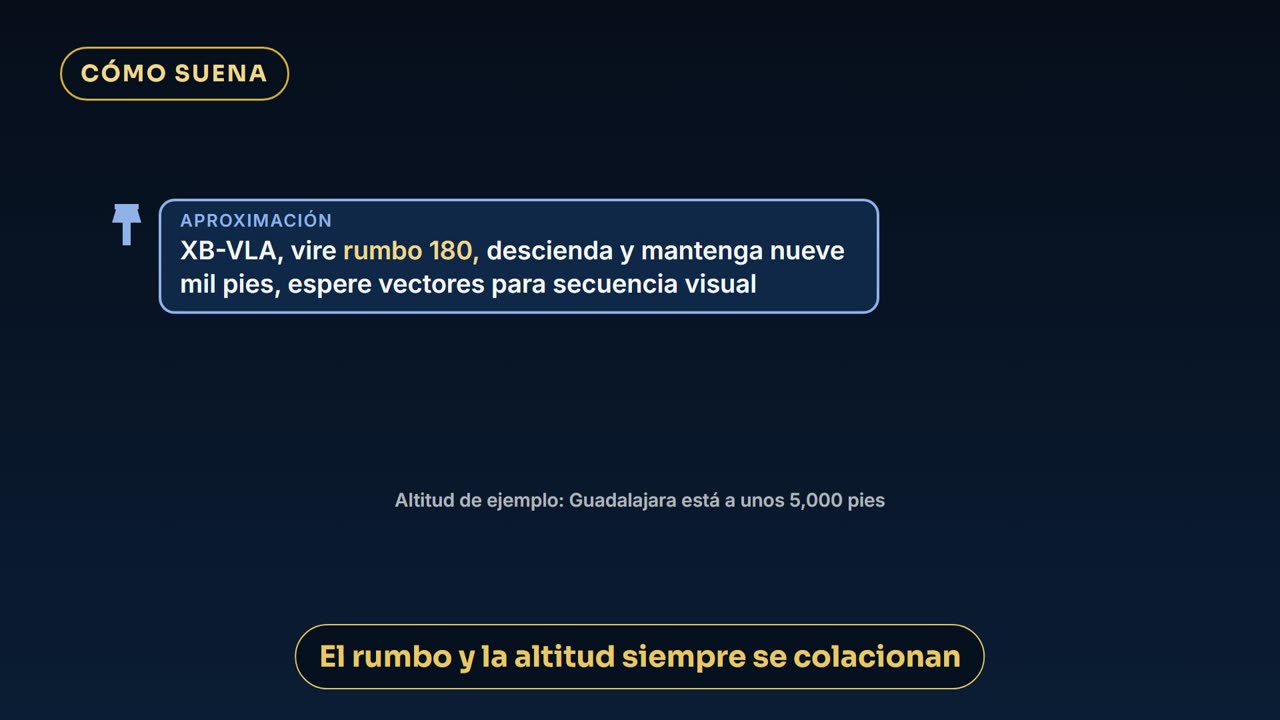 CÓMO SUENA
APROXIMACIÓN
XB-VLA, vire rumbo 180, descienda y mantenga nueve
mil pies, espere vectores para secuencia visual
Altitud de ejemplo: Guadalajara está a unos 5,000 pies
El rumbo y la altitud siempre se colacionan